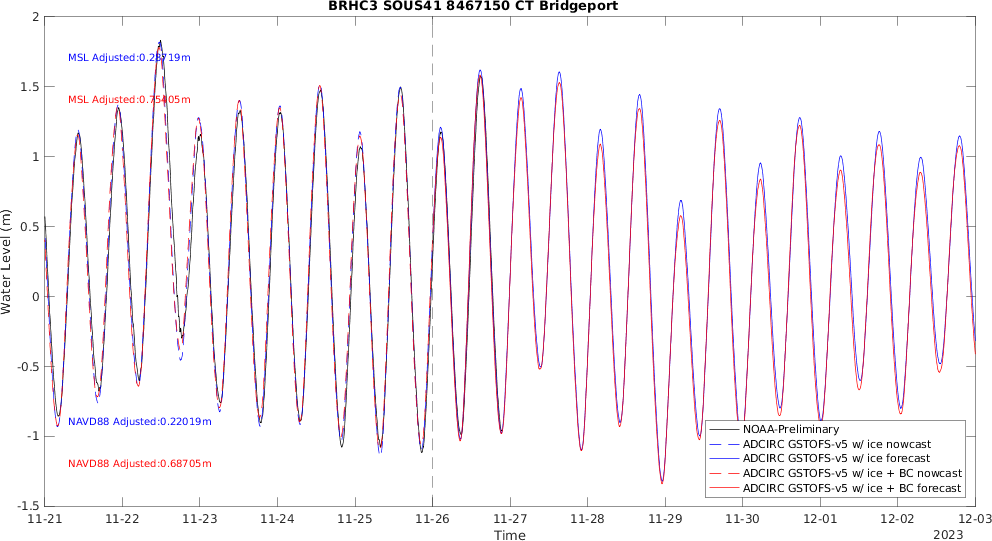 BRHC3 SOUS41 8467150 CT Bridgeport
2
1.5
1
0.5
0
-0.5
-1
-1.5
Water Level (m)
MSL Adjusted:0.28719m
MSL Adjusted:0.75405m
NAVD88 Adjusted:0.22019m
NAVD88 Adjusted:0.68705m
NOAA-Preliminary
ADCIRC GSTOFS-v5 w/ ice nowcast
ADCIRC GSTOFS-v5 w/ ice forecast
ADCIRC GSTOFS-v5 w/ ice + BC nowcast
ADCIRC GSTOFS-v5 w/ ice + BC forecast
11-21 11-22 11-23 11-24 11-25 11-26 11-27 11-28 11-29 11-30 12-01 12-02 12-03
Time
2023